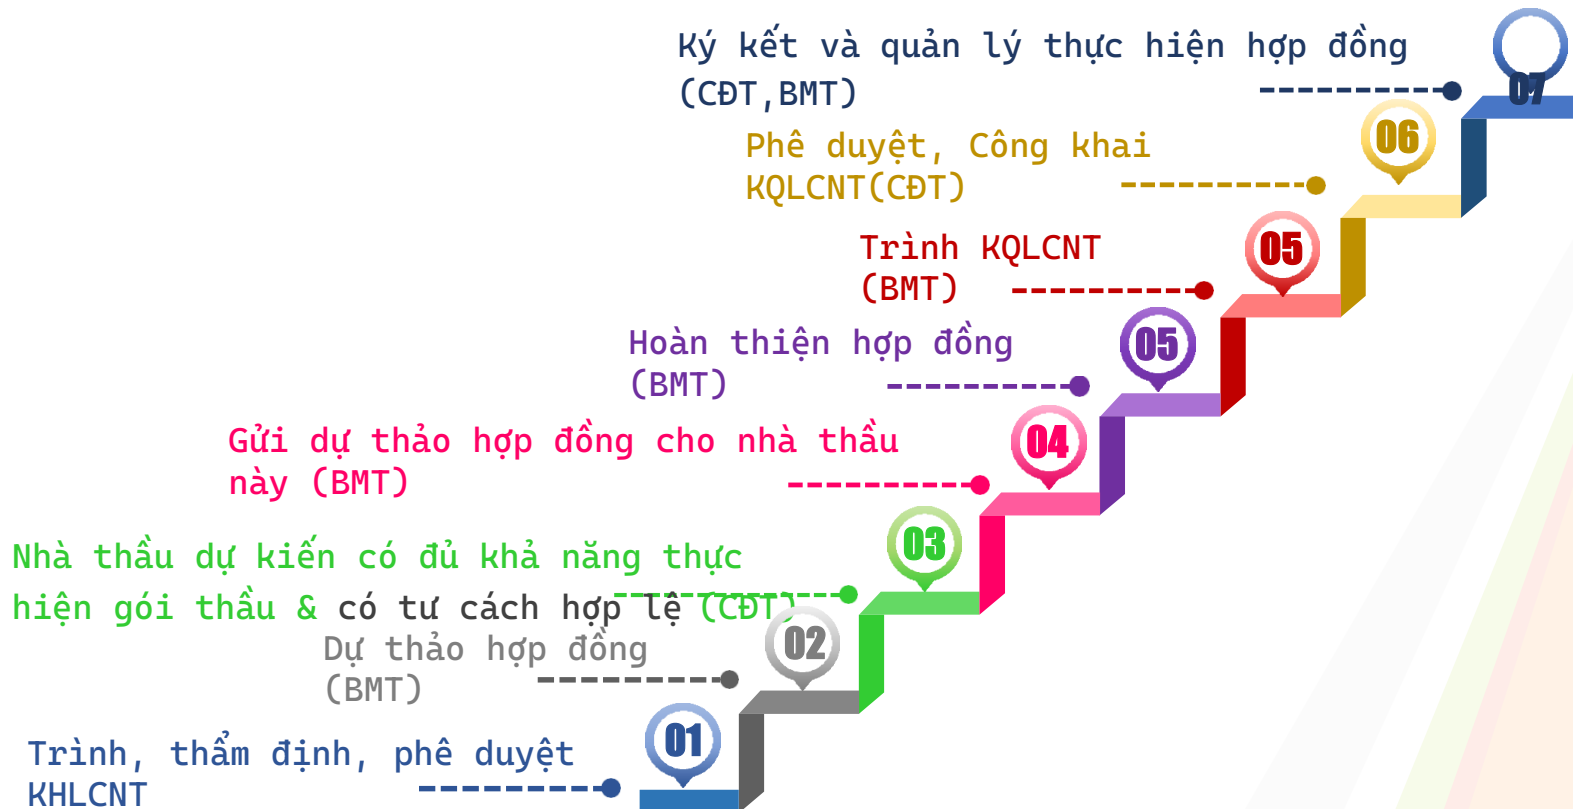 Ký kết và quản lý thực hiện hợp đồng
(CĐT,BMT)
07
Phê duyệt, Công khai
KQLCNT(CĐT)
06
Trình KQLCNT
(BMT)
05
Hoàn thiện hợp đồng
(BMT)
05
Gửi dự thảo hợp đồng cho nhà thầu
này (BMT)
04
Nhà thầu dự kiến có đủ khả năng thực
hiện gói thầu & có tư cách hợp lệ (CĐT)
03
Dự thảo hợp đồng
(BMT)
02
Trình, thẩm định, phê duyệt
KHLCNT
01